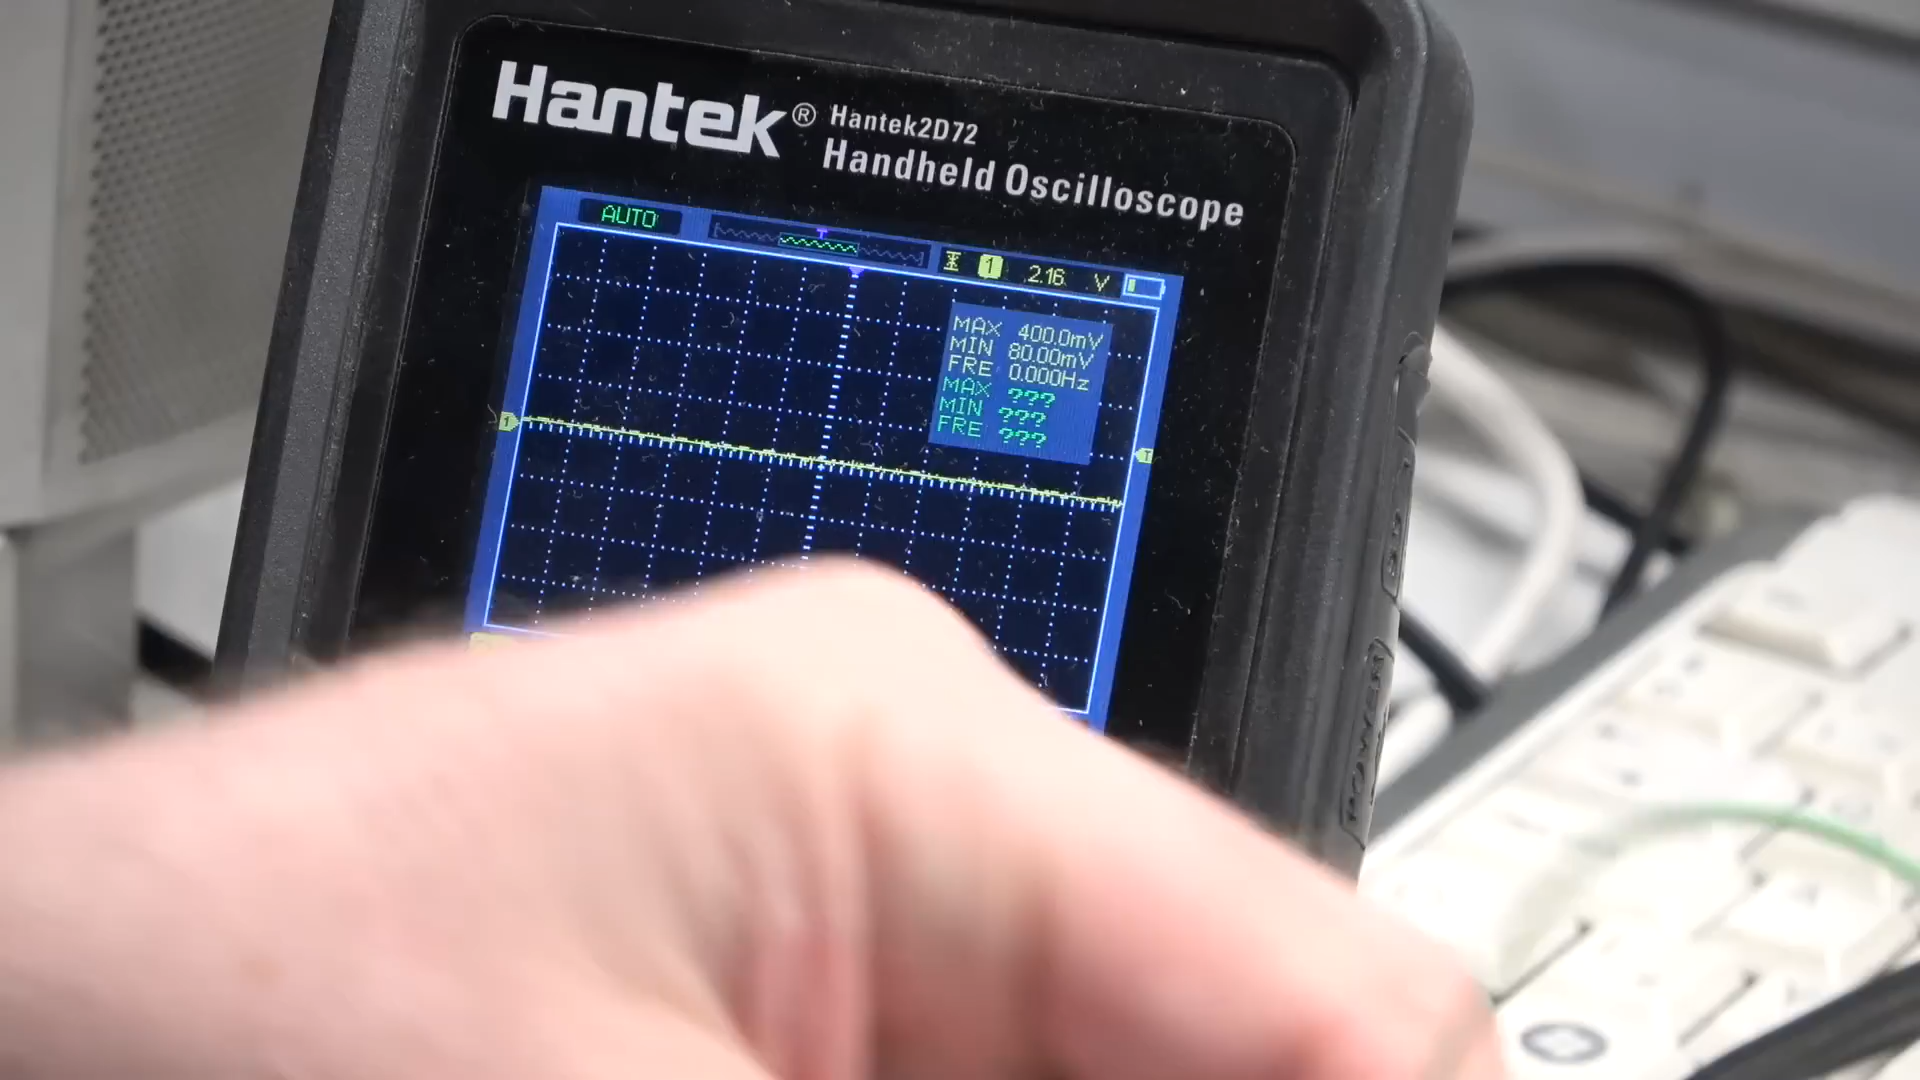 Hantek® Hantek2D72
Handheld Oscilloscope
AUTO
T
1 2.16 V
MAX 400.0mV
MIN 80.00mV
FRE 0.000Hz
MAX ???
MIN ???
FRE ???
1
T
POWER